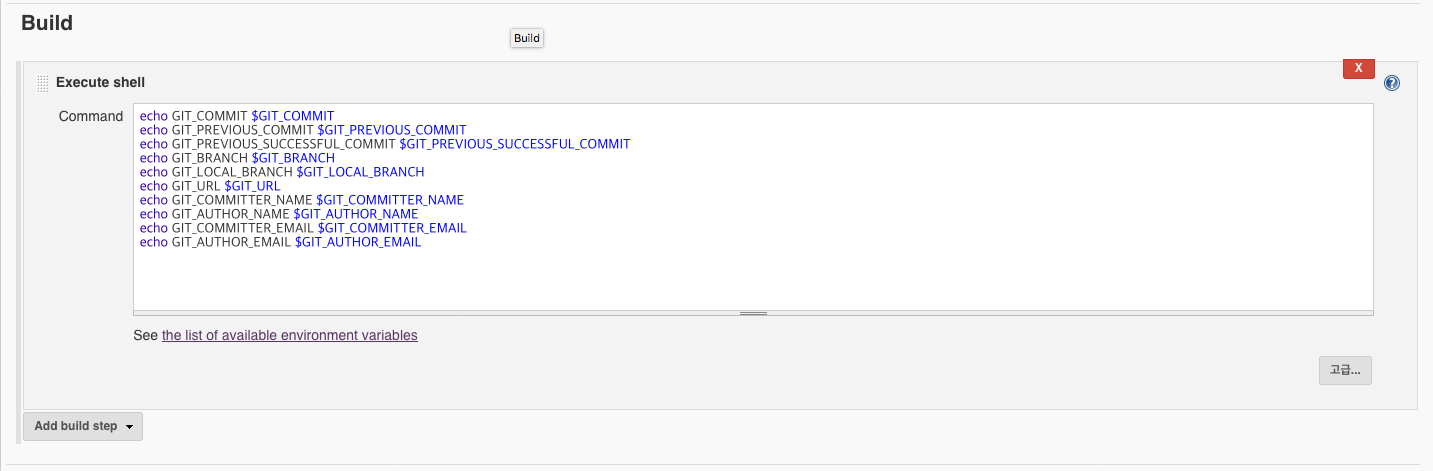 Build
Build
Execute shell
X
?
Command
echo GIT_COMMIT $GIT_COMMIT
echo GIT_PREVIOUS_COMMIT $GIT_PREVIOUS_COMMIT
echo GIT_PREVIOUS_SUCCESSFUL_COMMIT $GIT_PREVIOUS_SUCCESSFUL_COMMIT
echo GIT_BRANCH $GIT_BRANCH
echo GIT_LOCAL_BRANCH $GIT_LOCAL_BRANCH
echo GIT_URL $GIT_URL
echo GIT_COMMITTER_NAME $GIT_COMMITTER_NAME
echo GIT_AUTHOR_NAME $GIT_AUTHOR_NAME
echo GIT_COMMITTER_EMAIL $GIT_COMMITTER_EMAIL
echo GIT_AUTHOR_EMAIL $GIT_AUTHOR_EMAIL
See the list of available environment variables
고급...
Add build step